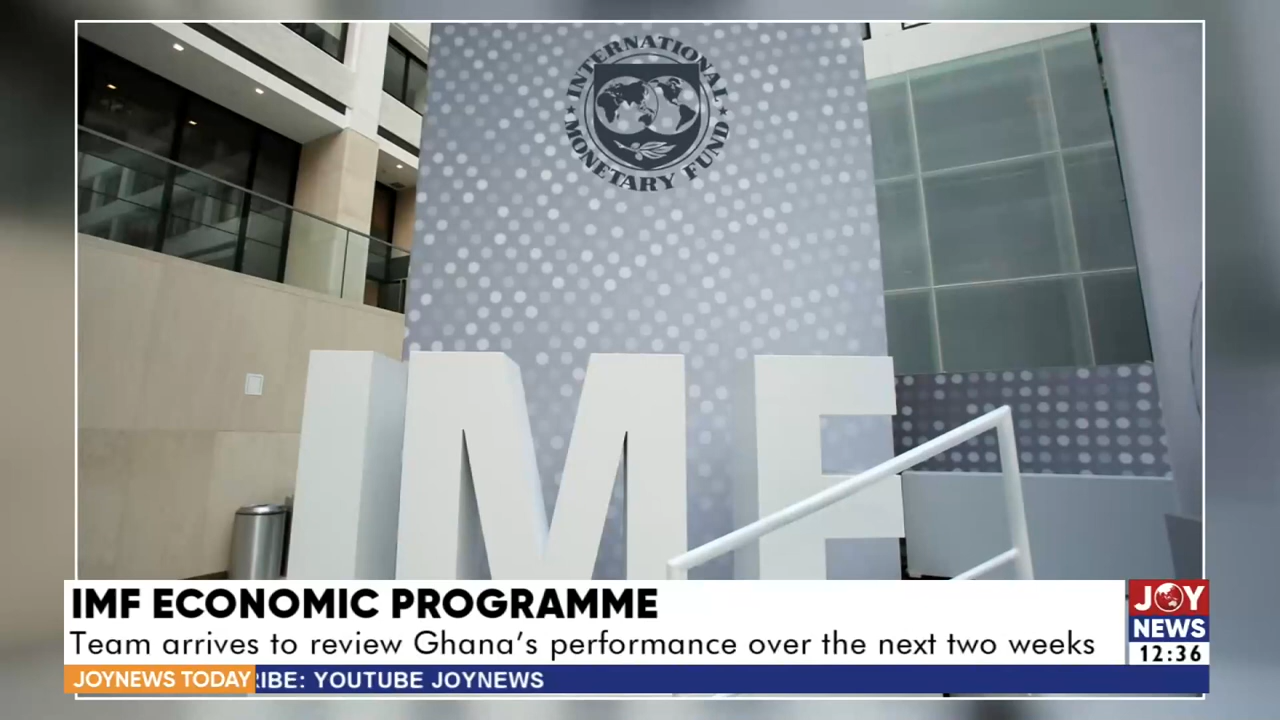 INTERNATIONAL
MONETARY FUND
IMF
IMF ECONOMIC PROGRAMME
Team arrives to review Ghana's performance over the next two weeks
JOY
NEWS
12:36
JOYNEWS TODAY
RIBE: YOUTUBE JOYNEWS